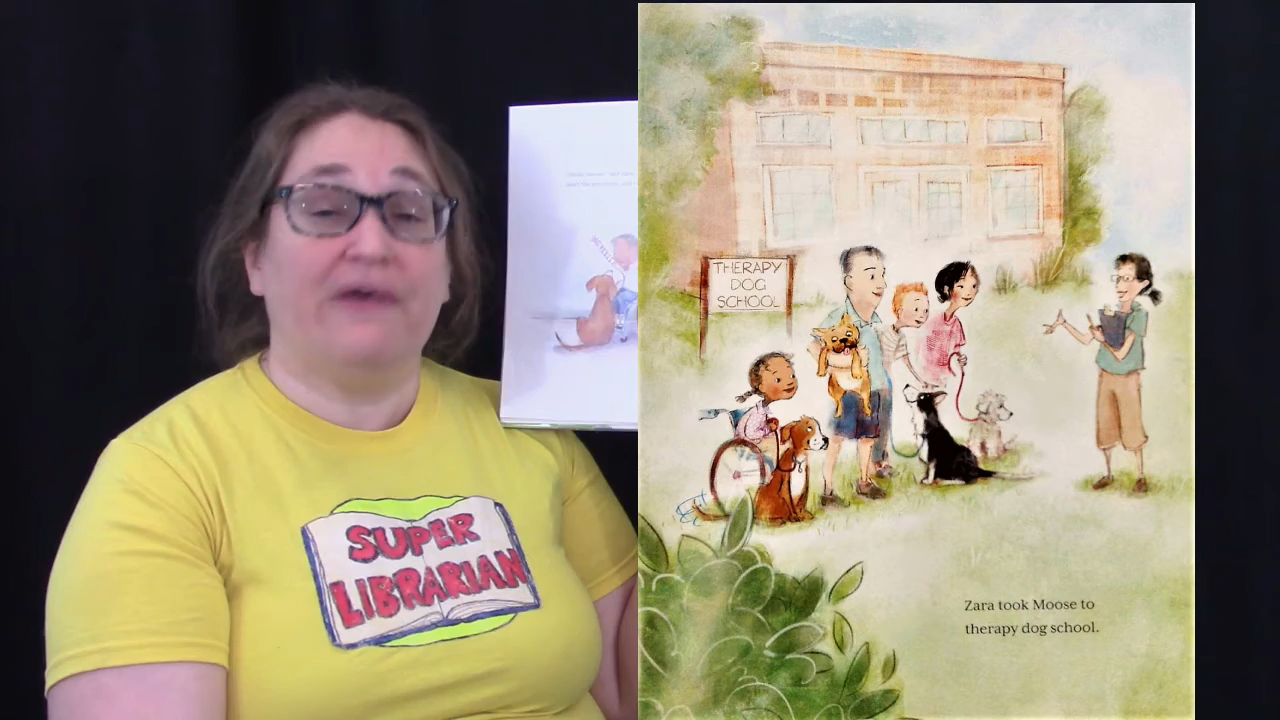 SUPER
LIBRARIAN
THERAPY
DOG
SCHOOL
Zara took Moose to
therapy dog school.